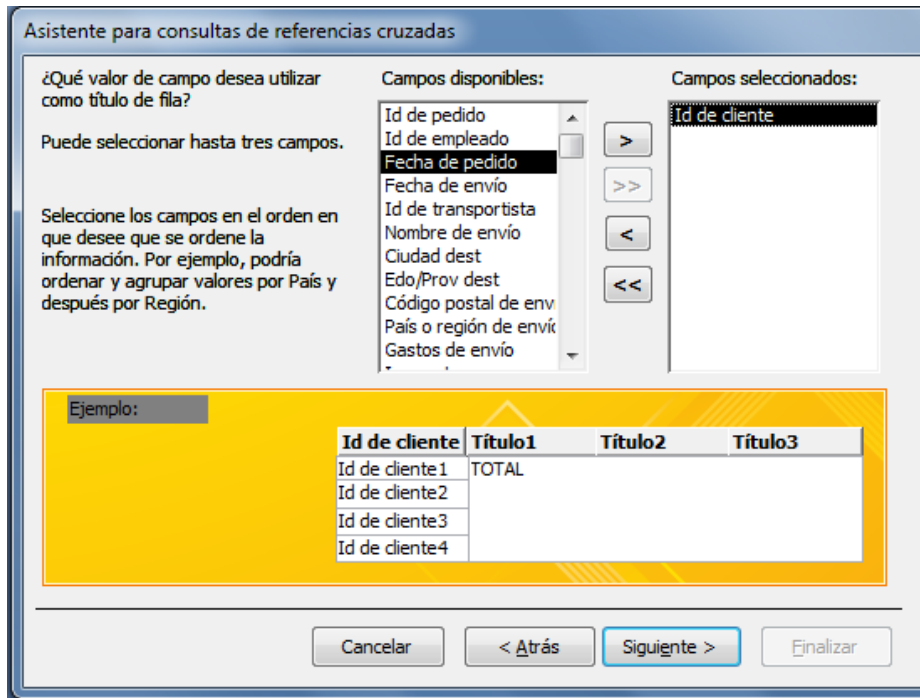 Asistente para consultas de referencias cruzadas
¿Qué valor de campo desea utilizar
como título de fila?
Puede seleccionar hasta tres campos.
Seleccione los campos en el orden en
que desee que se ordene la
información. Por ejemplo, podría
ordenar y agrupar valores por País y
después por Región.
Campos disponibles:
Id de pedido
Id de empleado
Fecha de pedido
Fecha de envío
Id de transportista
Nombre de envío
Ciudad dest
Edo/Prov dest
Código postal de env
País o región de envío
Gastos de envío
>
>>
<
<<
Campos seleccionados:
Id de cliente
Ejemplo:
Id de cliente Título1 Título2 Título3
Id de cliente1 TOTAL
Id de cliente2
Id de cliente3
Id de cliente4
Cancelar < Atrás Siguiente > Finalizar